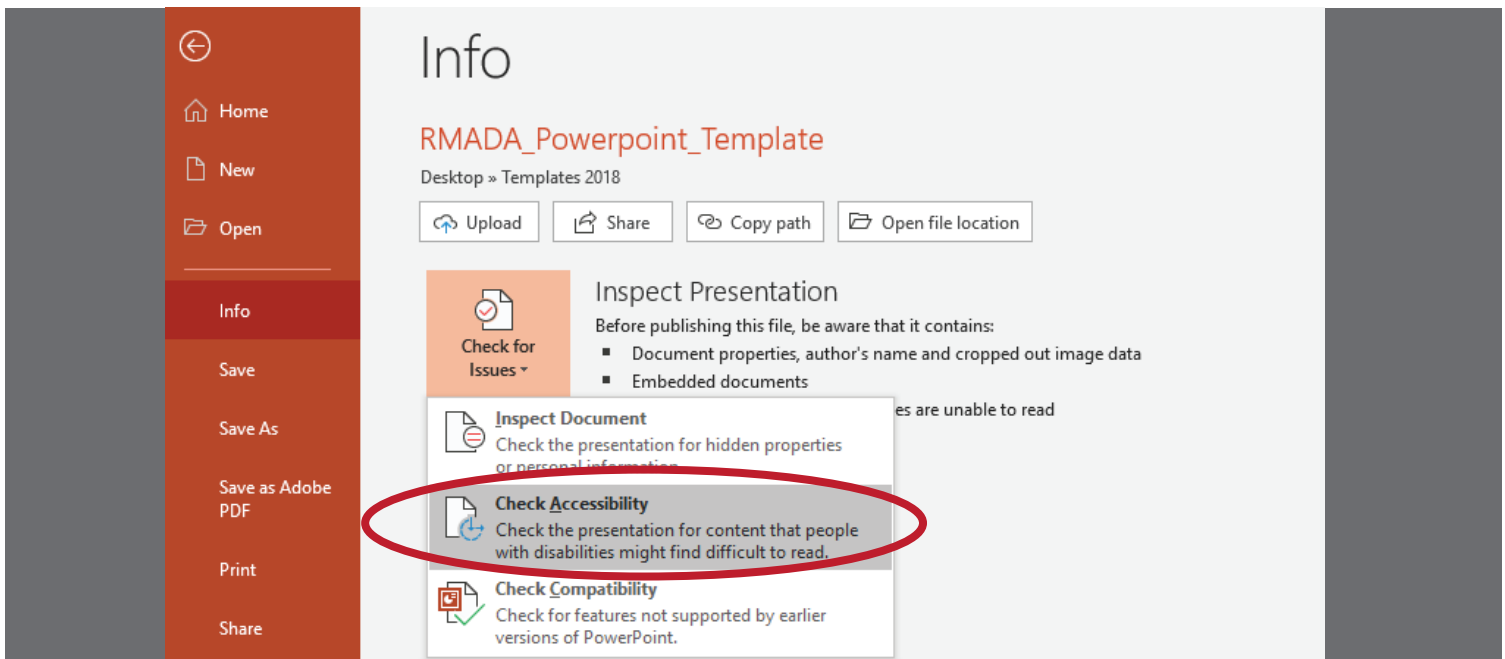 Info
Home
New
Open
Info
Save
Save As
Save as Adobe
PDF
Print
Share
RMADA_Powerpoint_Template
Desktop » Templates 2018
Upload
Share
Copy path
Open file location
Check for
Issues
Inspect Presentation
Before publishing this file, be aware that it contains:
Document properties, author's name and cropped out image data
Embedded documents
es are unable to read
Inspect Document
Check the presentation for hidden properties
or personal information.
Check Accessibility
Check the presentation for content that people
with disabilities might find difficult to read.
Check Compatibility
Check for features not supported by earlier
versions of PowerPoint.